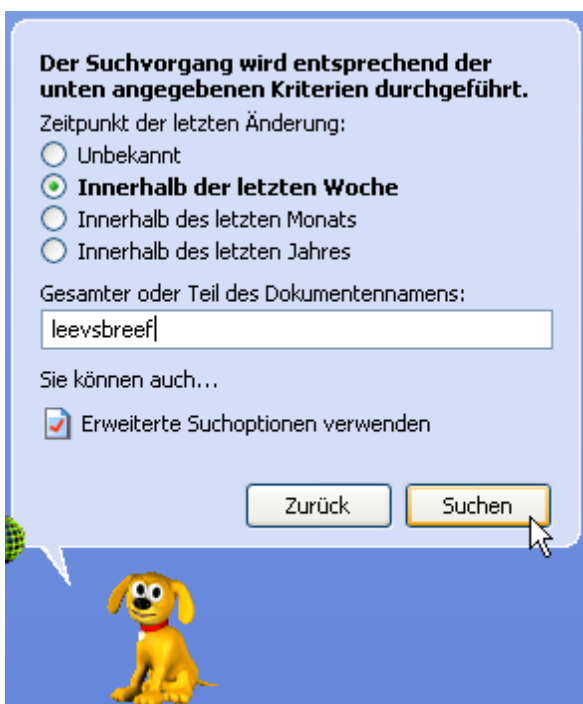 Der Suchvorgang wird entsprechend der
unten angegebenen Kriterien durchgeführt.
Zeitpunkt der letzten Änderung:
Unbekannt
Innerhalb der letzten Woche
Innerhalb des letzten Monats
Innerhalb des letzten Jahres
Gesamter oder Teil des Dokumentennamens:
leevsbreef
Sie können auch...
Erweiterte Suchoptionen verwenden
Zurück
Suchen